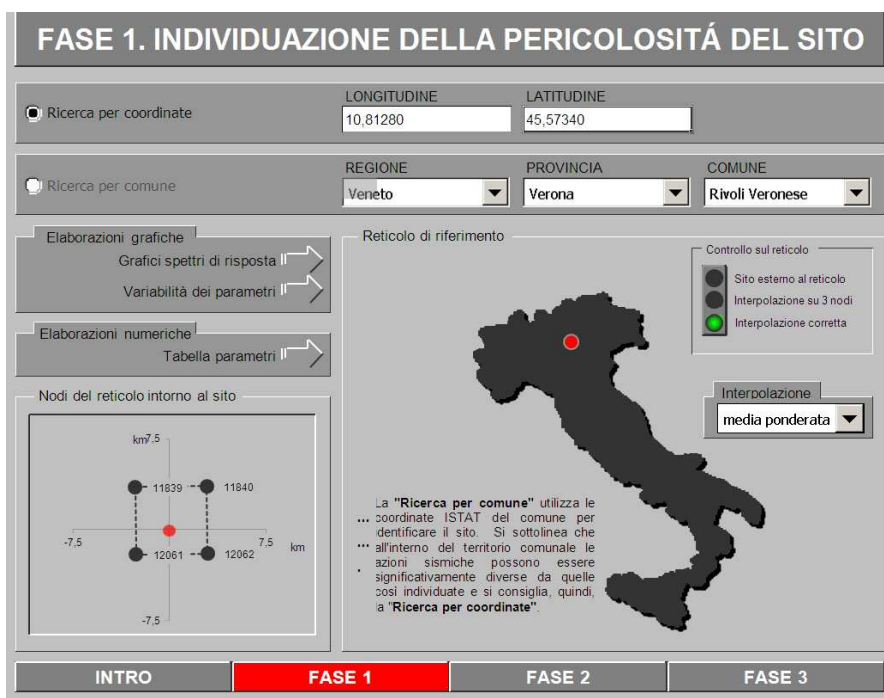 FASE 1. INDIVIDUAZIONE DELLA PERICOLOSITÁ DEL SITO
Ricerca per coordinate
LONGITUDINE
LATITUDINE
10,81280
45,57340
Ricerca per comune
REGIONE
PROVINCIA
COMUNE
Veneto
Verona
Rivoli Veronese
Elaborazioni grafiche
Grafici spettri di risposta
Variabilità dei parametri
Elaborazioni numeriche
Tabella parametri
Nodi del reticolo intorno al sito
km
7.5
11839
11840
-7,5
7,5
km
12061
12062
-7,5
Reticolo di riferimento
Controllo sul reticolo
Sito esterno al reticolo
Interpolazione su 3 nodi
Interpolazione corretta
Interpolazione
media ponderata
La "Ricerca per comune" utilizza le
... coordinate ISTAT del comune per
identificare il sito. Si sottolinea che
... all'interno del territorio comunale le
azioni sismiche possono essere
. significativamente diverse da quelle
così individuate e si consiglia, quindi,
la "Ricerca per coordinate".
INTRO
FASE 1
FASE 2
FASE 3